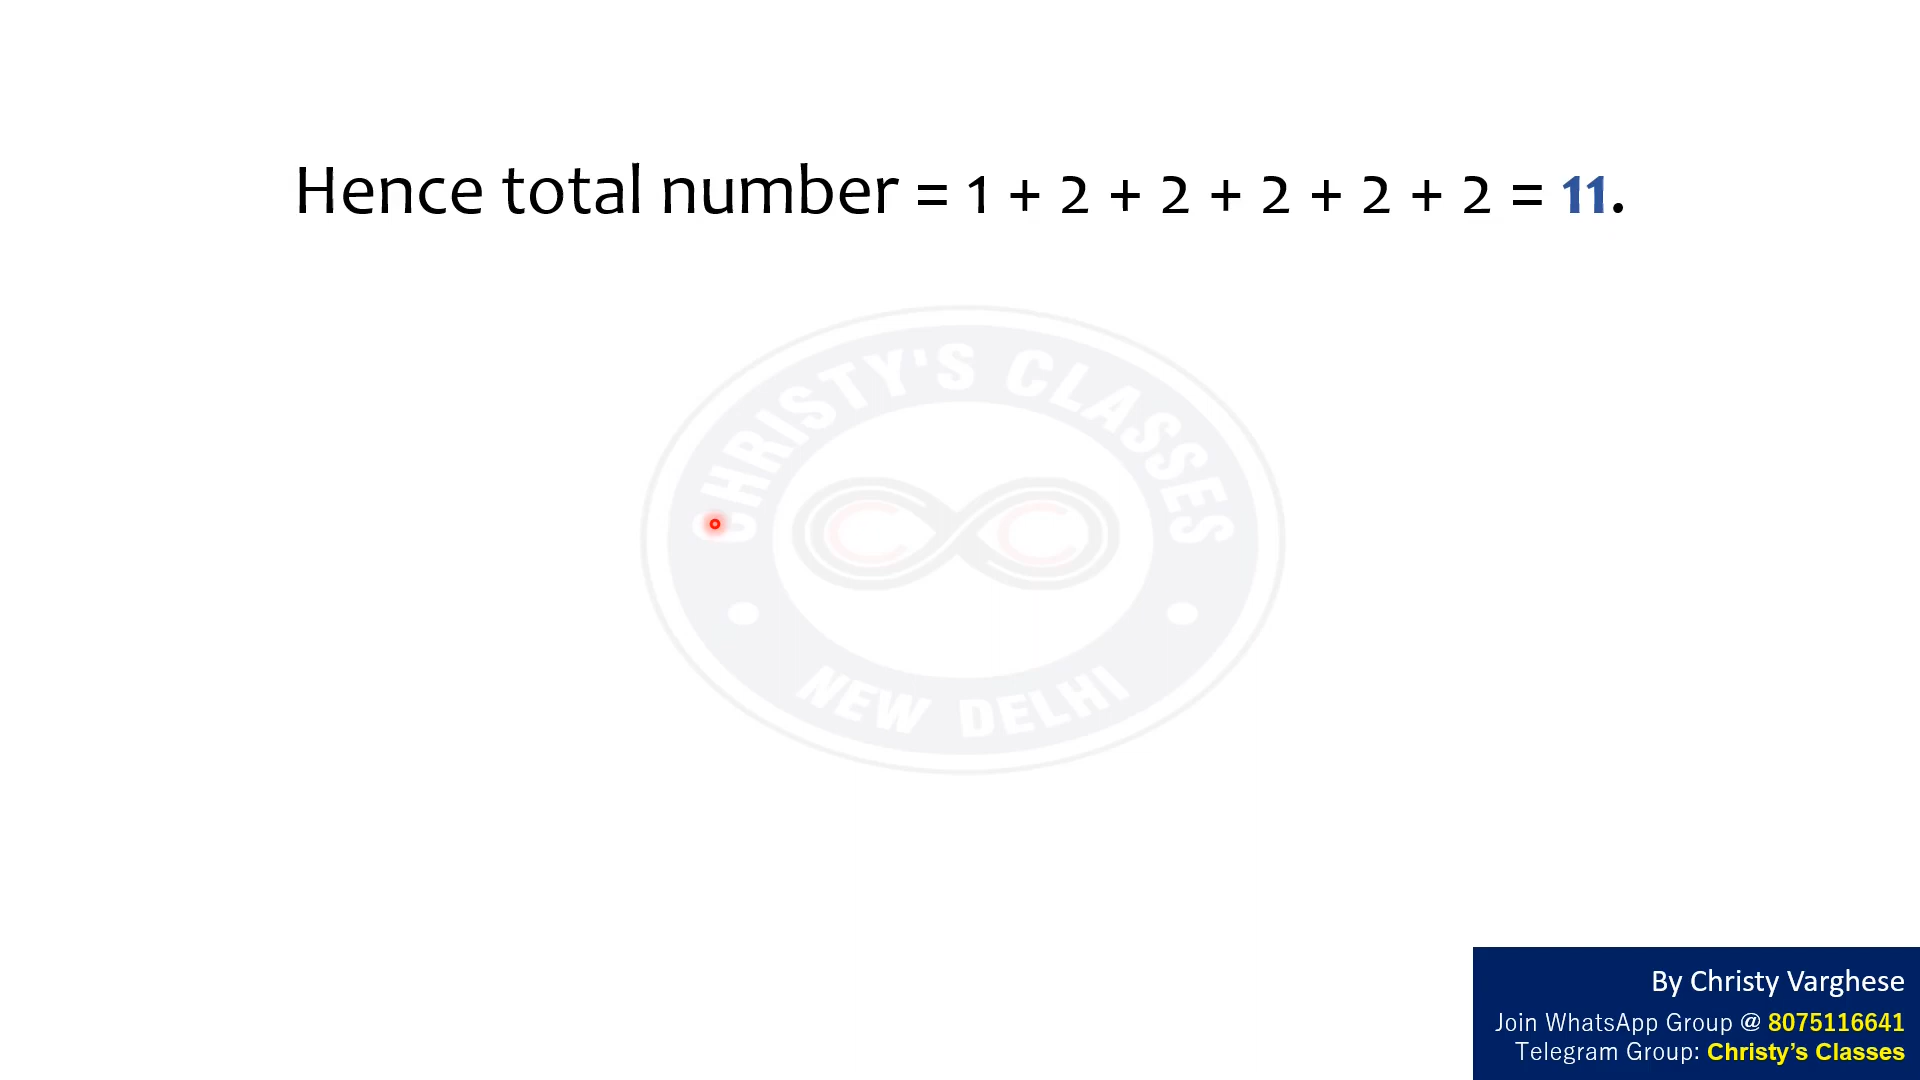 Hence total number = 1 + 2 + 2 + 2 + 2 + 2 = 11.
CHRISTY'S CLASSES
CC
NEW DELHI
By Christy Varghese
Join WhatsApp Group @ 8075116641
Telegram Group: Christy’s Classes